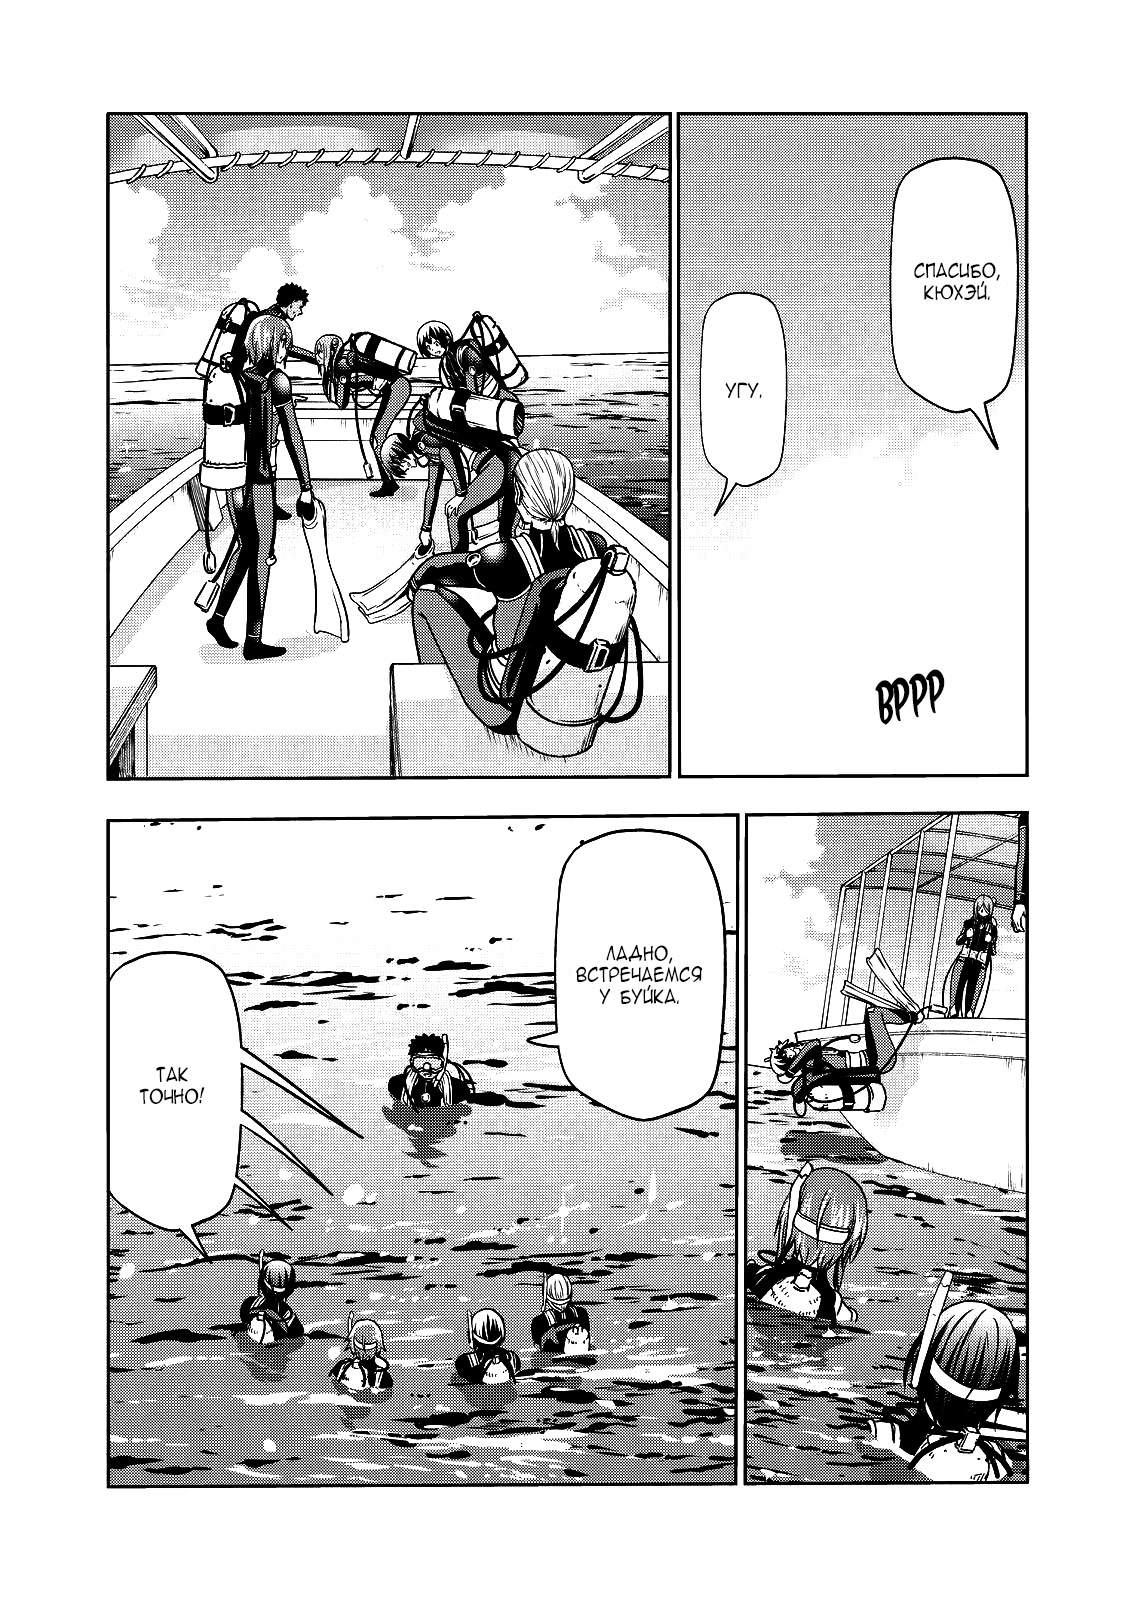 СПАСИБО,
КЮХЭЙ.
УГУ.
ВРРР
ЛАДНО,
ВСТРЕЧАЕМСЯ
У БУЙКА.
ТАК
ТОЧНО!